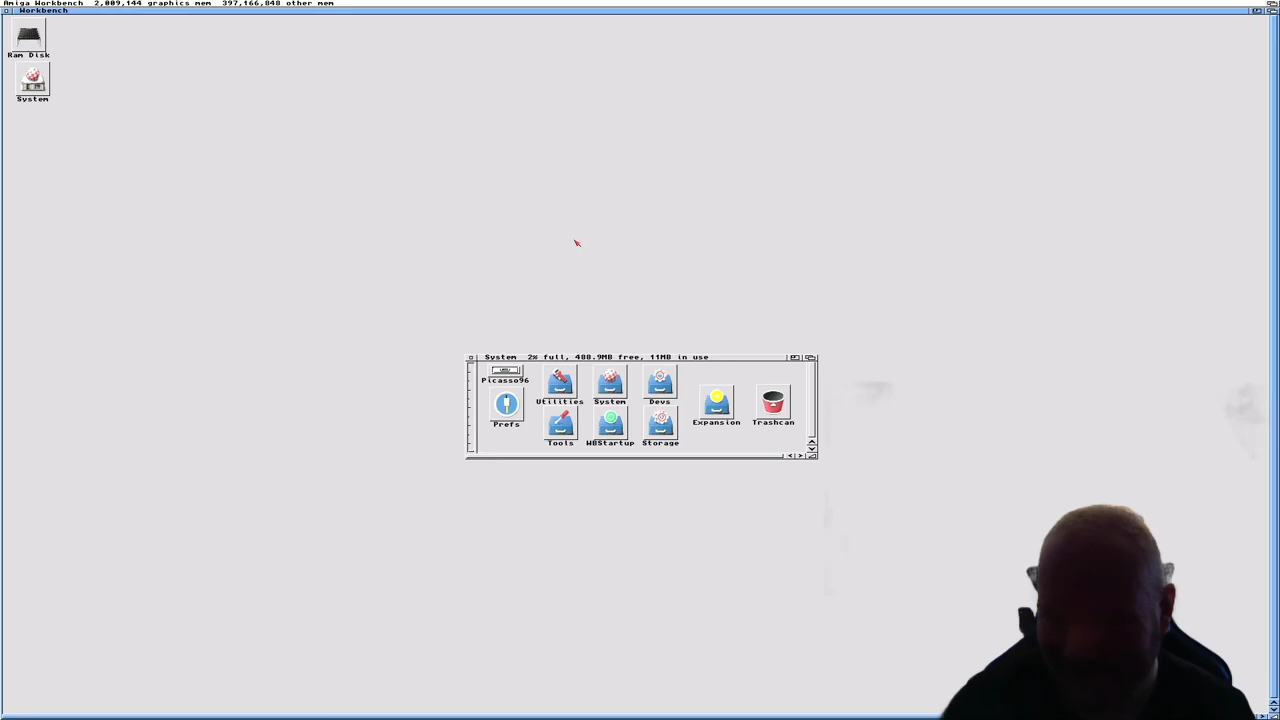 Amiga Workbench  2,009,144 graphics mem  397,166,848 other mem
Workbench
Ram Disk
System
System  2% full, 488.9MB free, 11MB in use
Picasso96
Utilities
System
Devs
Expansion
Trashcan
Prefs
Tools
WBStartup
Storage